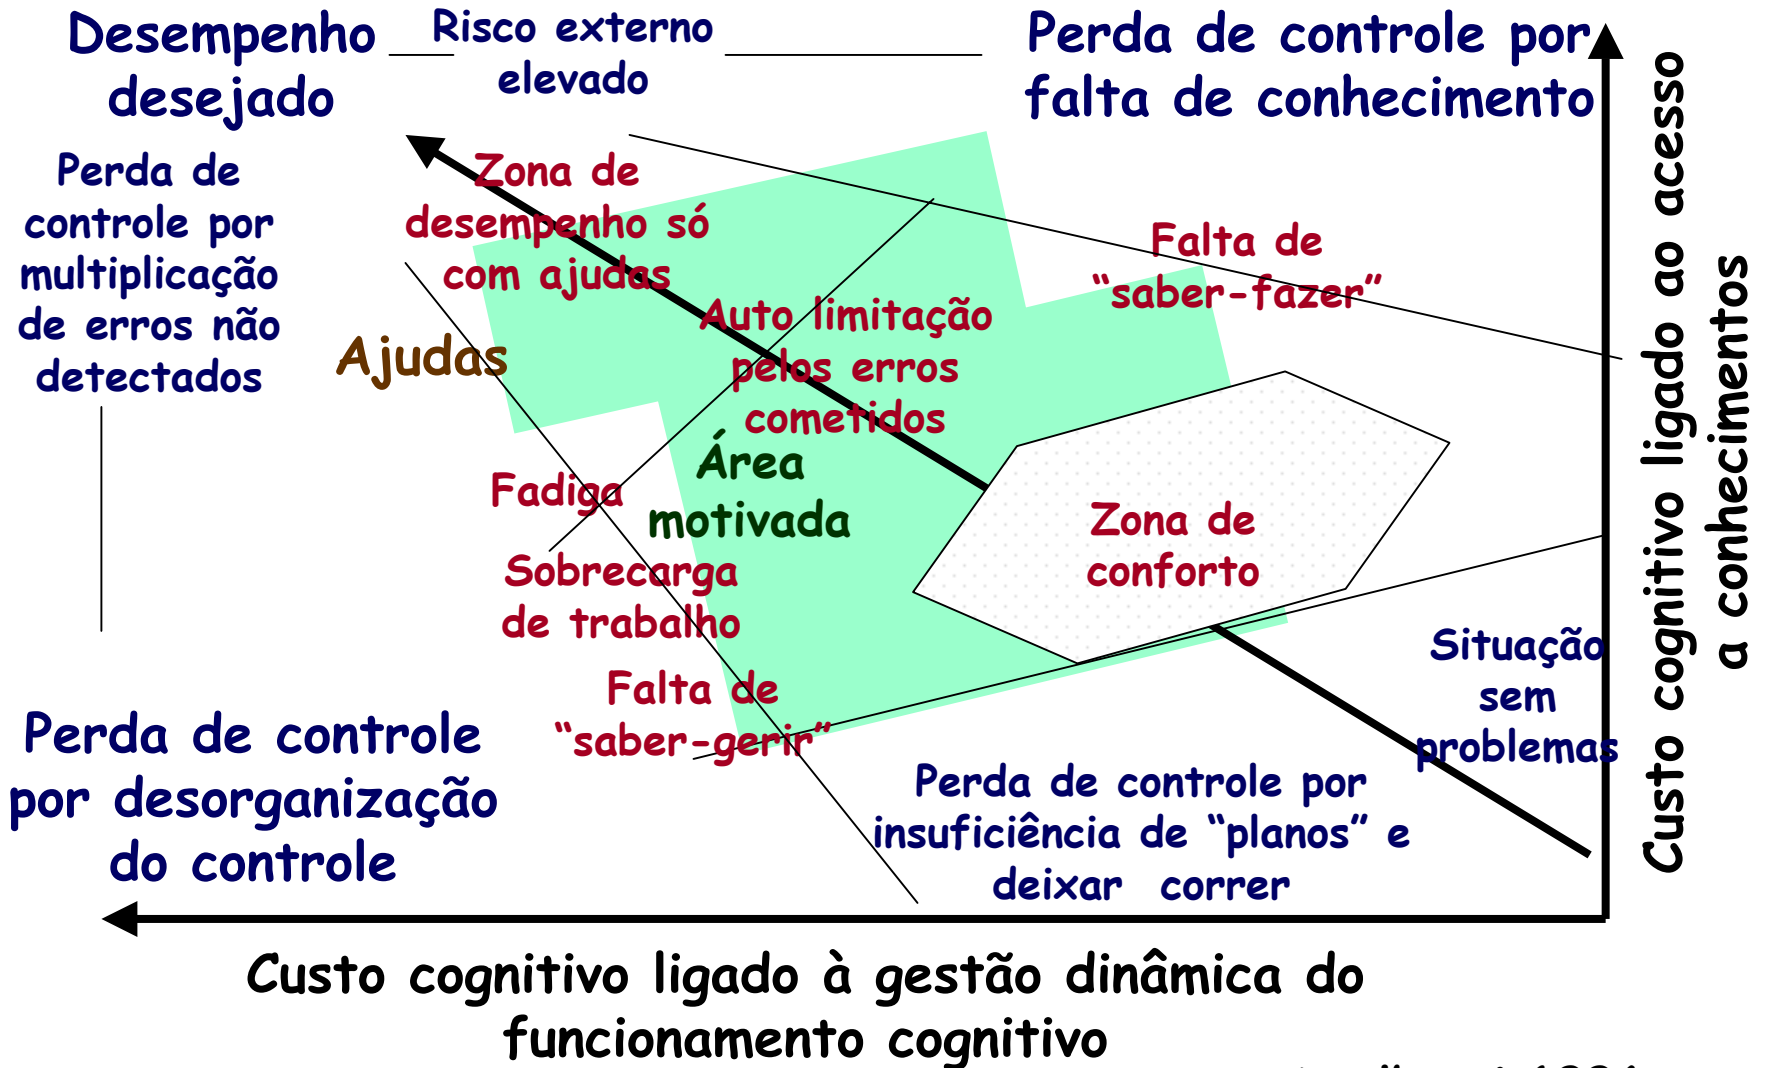 Desempenho
desejado
Risco externo
elevado
Perda de controle por
falta de conhecimento
Perda de
controle por
multiplicação
de erros não
detectados
Zona de
desempenho só
com ajudas
Falta de
“saber-fazer”
Ajudas
Auto limitação
pelos erros
cometidos
Área
motivada
Fadiga
Zona de
conforto
Sobrecarga
de trabalho
Falta de
“saber-gerir”
Situação
sem
problemas
Perda de controle
por desorganização
do controle
Perda de controle por
insuficiência de “planos” e
deixar correr
Custo cognitivo ligado ao acesso
a conhecimentos
Custo cognitivo ligado à gestão dinâmica do
funcionamento cognitivo